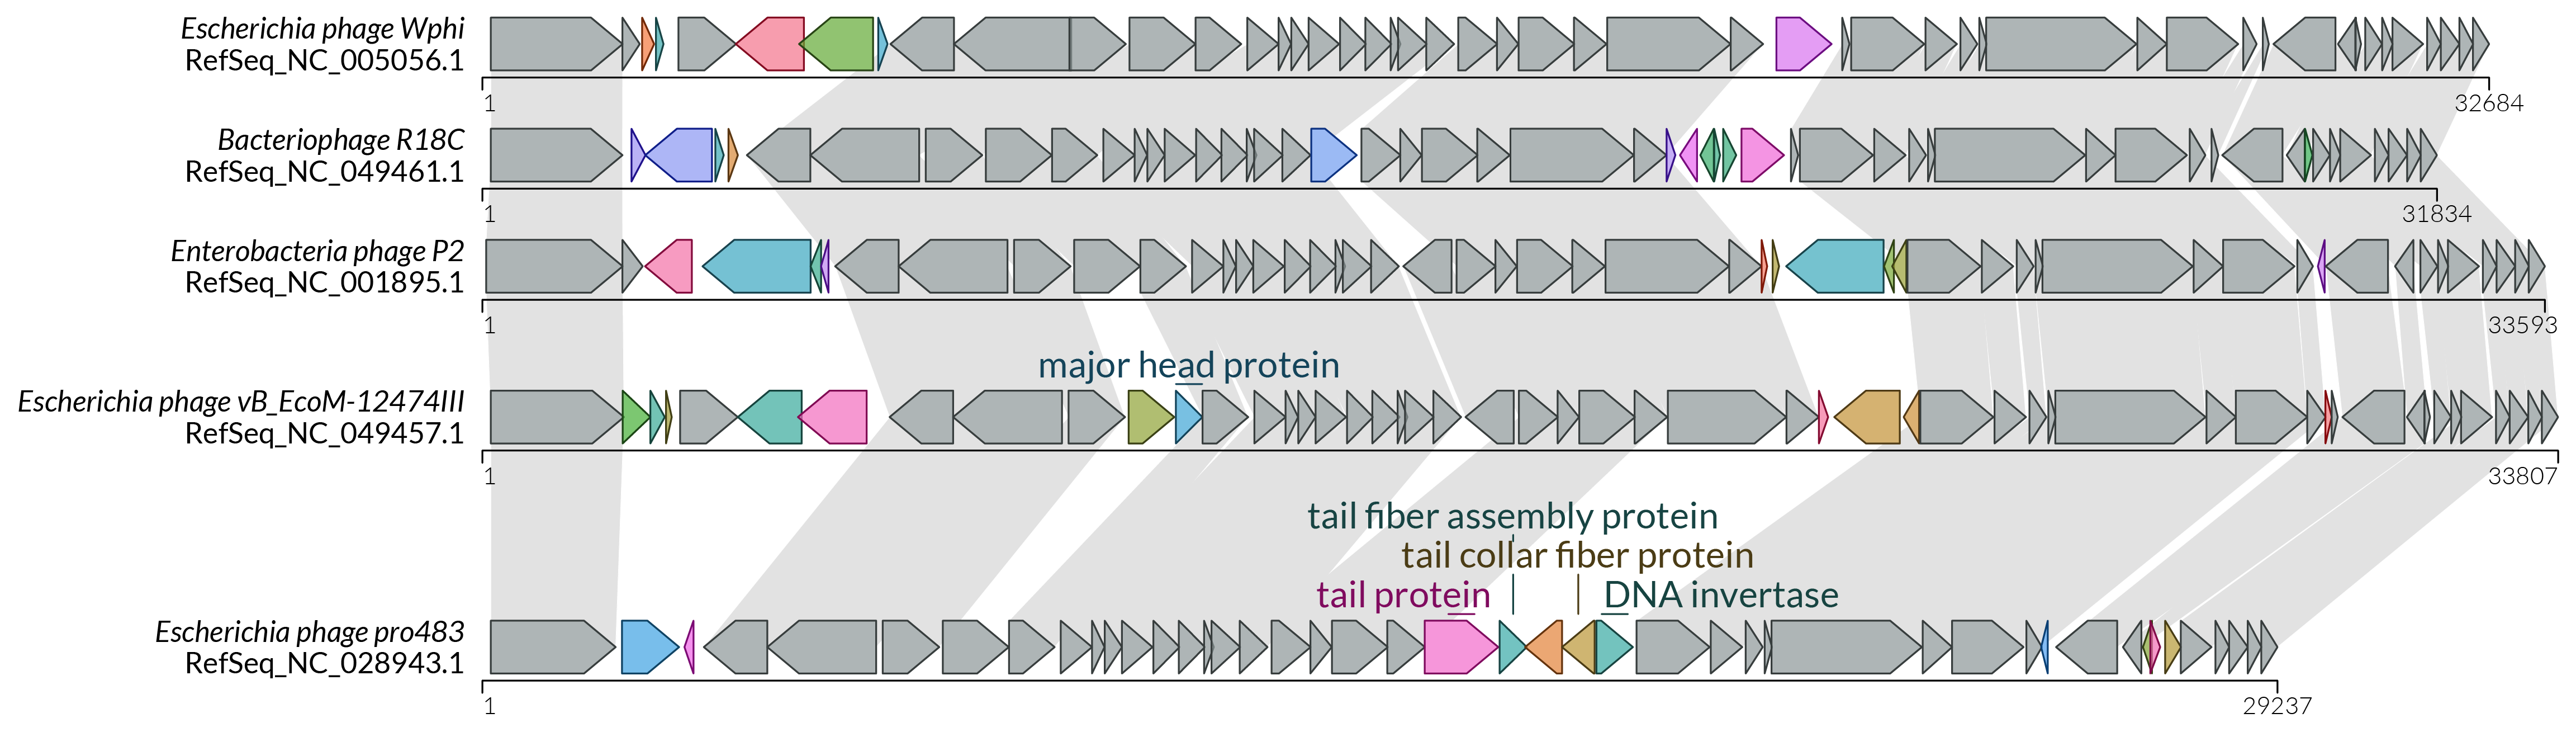 Escherichia phage Wphi
RefSeq_NC_005056.1
1
32684
Bacteriophage R18C
RefSeq_NC_049461.1
1
31834
Enterobacteria phage P2
RefSeq_NC_001895.1
1
33593
major head protein
Escherichia phage vB_EcoM-12474III
RefSeq_NC_049457.1
1
33807
tail fiber assembly protein
tail collar fiber protein
tail protein
DNA invertase
Escherichia phage pro483
RefSeq_NC_028943.1
1
29237